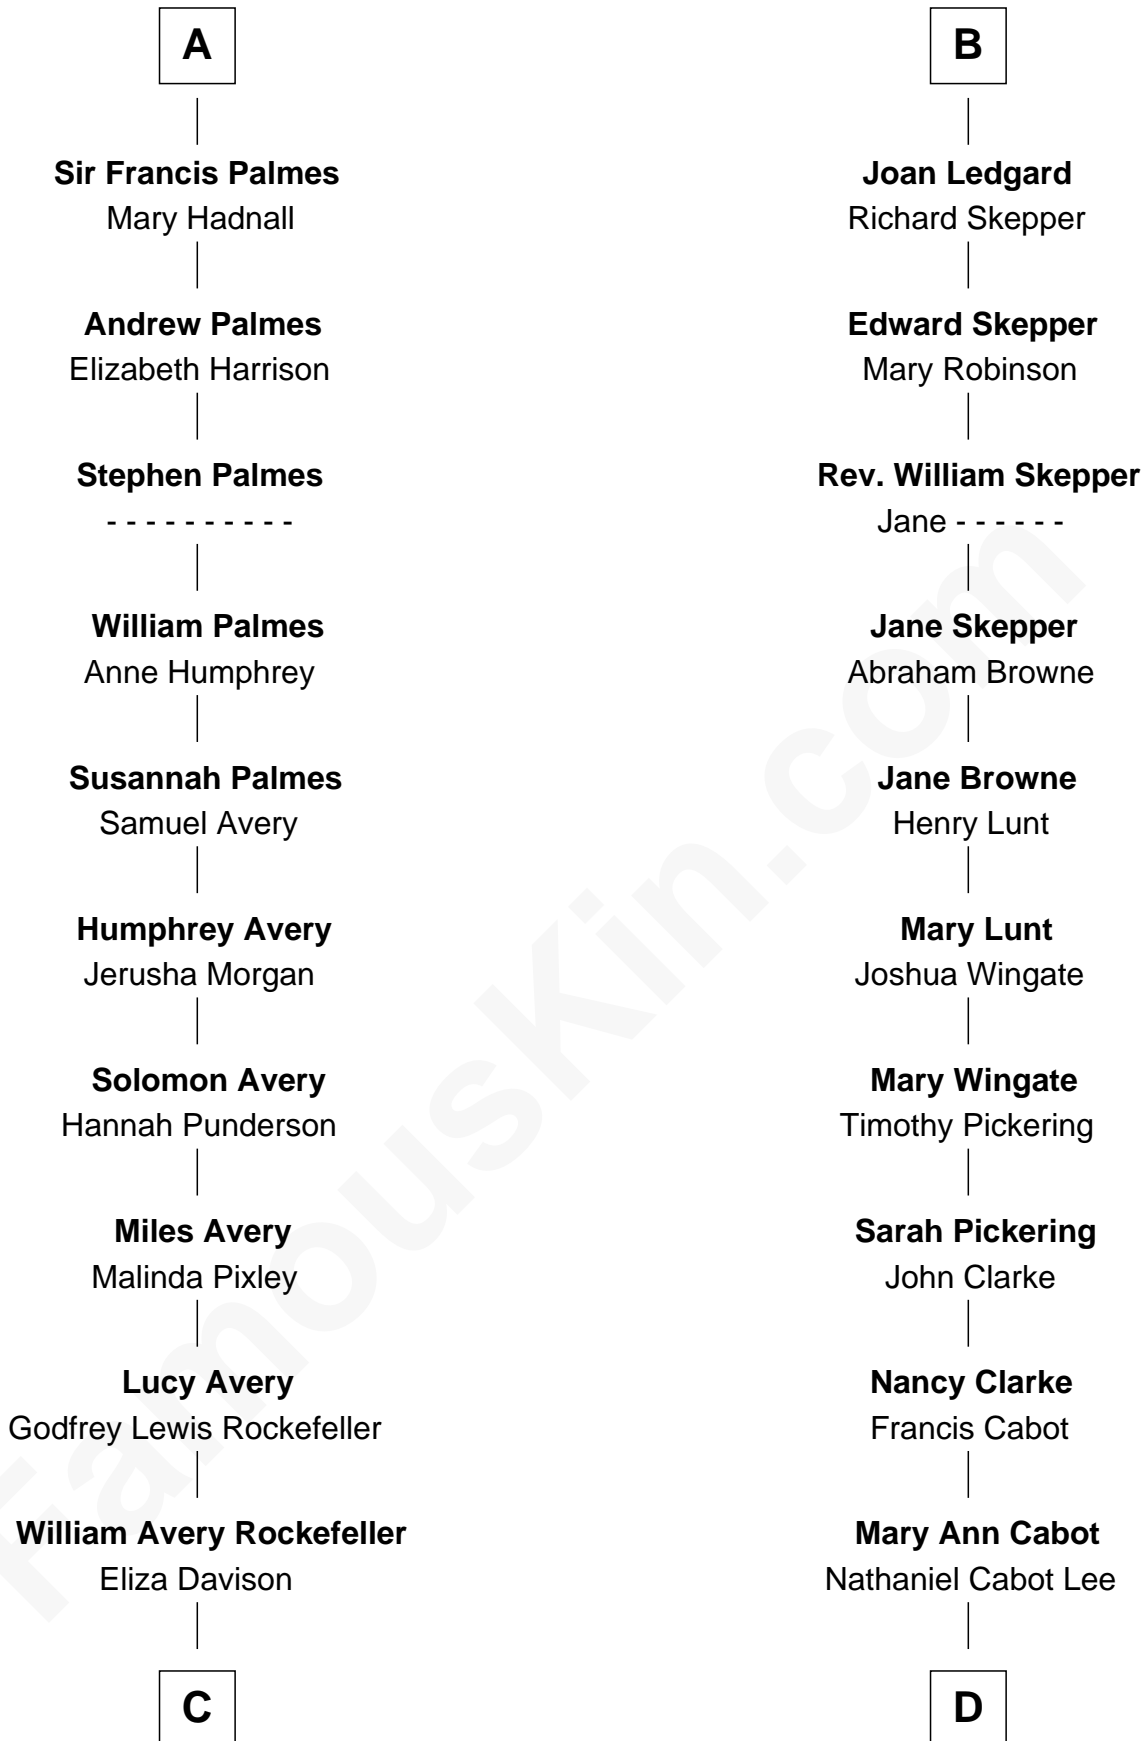 A
Sir Francis Palmes
Mary Hadnall
Andrew Palmes
Elizabeth Harrison
Stephen Palmes
- - - - - - - - - -
William Palmes
Anne Humphrey
Susannah Palmes
Samuel Avery
Humphrey Avery
Jerusha Morgan
Solomon Avery
Hannah Punderson
Miles Avery
Malinda Pixley
Lucy Avery
Godfrey Lewis Rockefeller
William Avery Rockefeller
Eliza Davison
C
B
Joan Ledgard
Richard Skepper
Edward Skepper
Mary Robinson
Rev. William Skepper
Jane - - - - - -
Jane Skepper
Abraham Browne
Jane Browne
Henry Lunt
Mary Lunt
Joshua Wingate
Mary Wingate
Timothy Pickering
Sarah Pickering
John Clarke
Nancy Clarke
Francis Cabot
Mary Ann Cabot
Nathaniel Cabot Lee
D
FamousKin.com